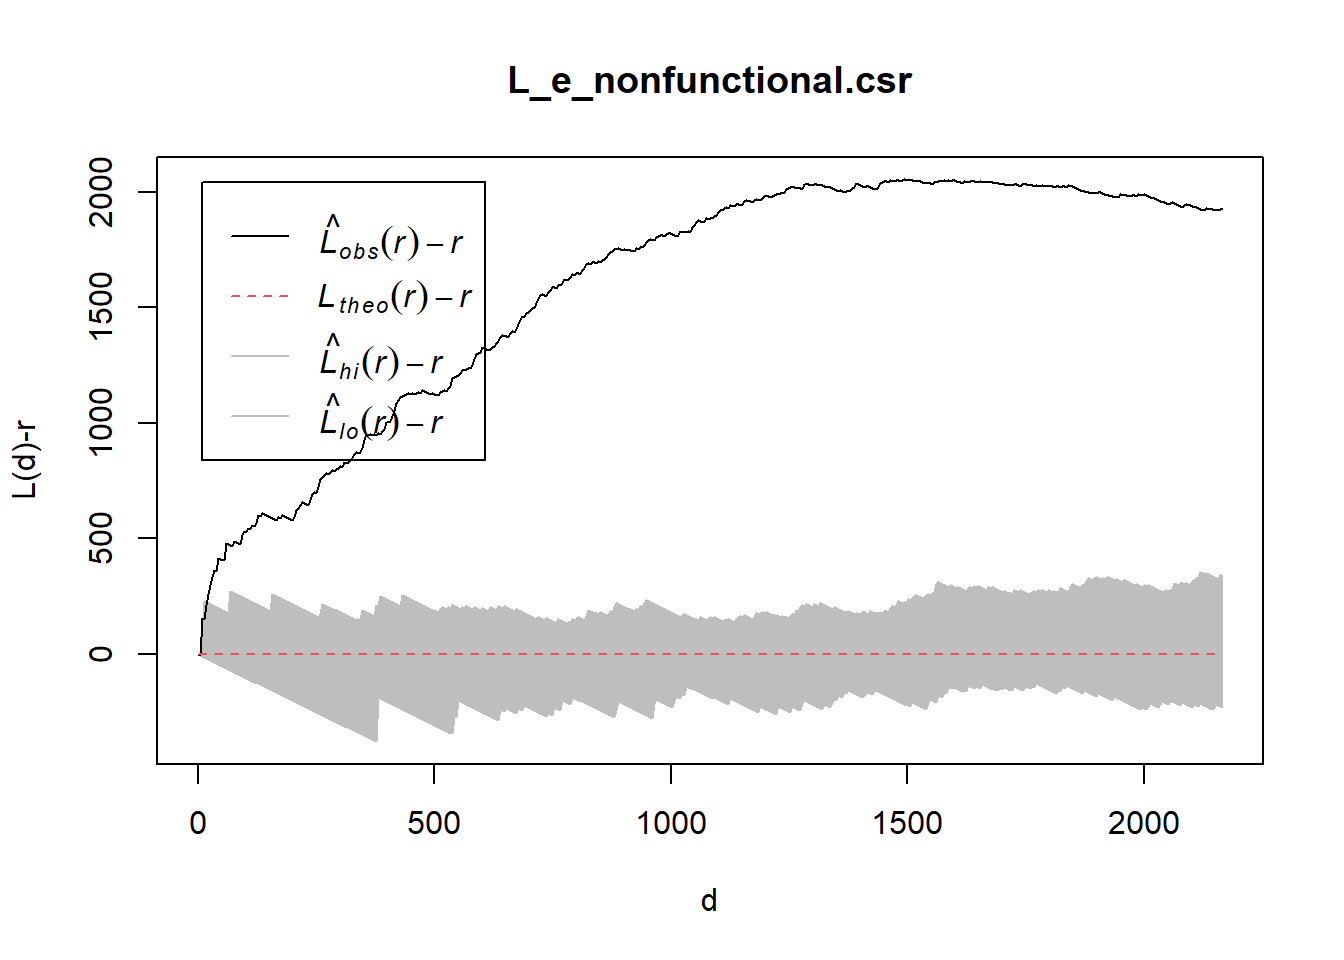 L_e_nonfunctional.csr
L̂obs(r) – r
Ltheo(r) – r
L̂hi(r) – r
L̂lo(r) – r
L(d)-r
2000
1500
1000
500
0
0 500 1000 1500 2000
d